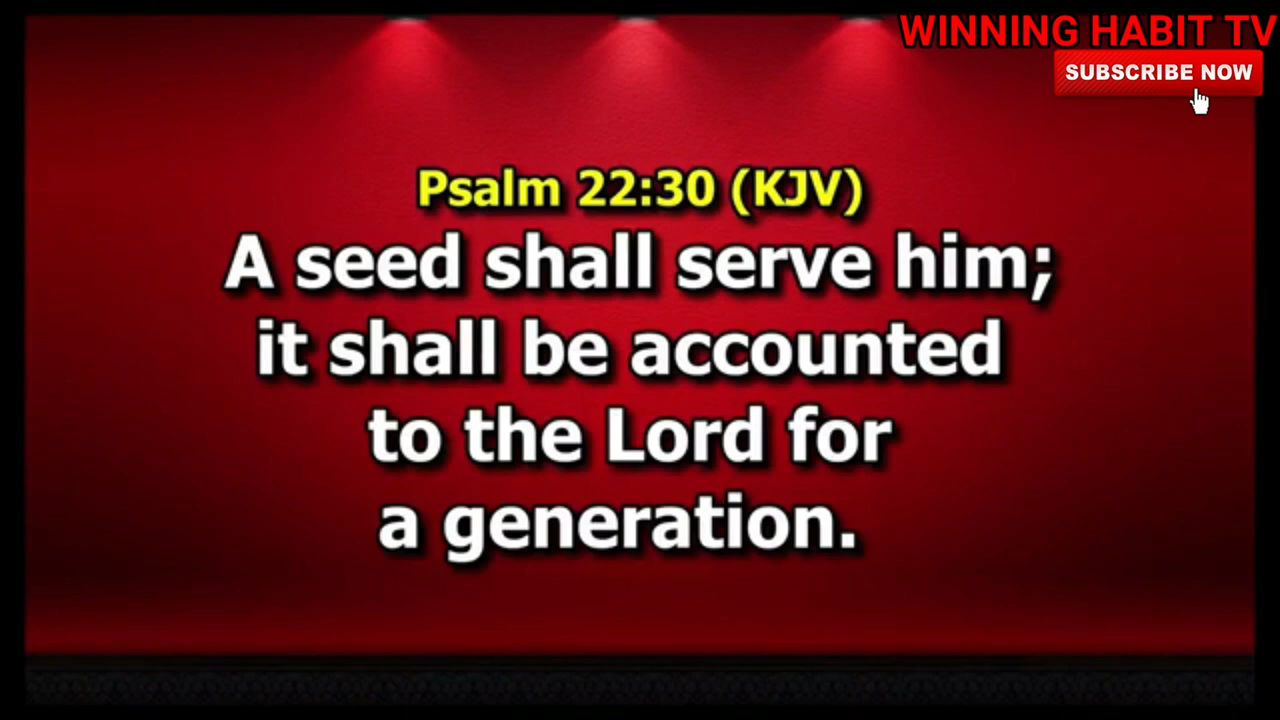 WINNING HABIT TV
SUBSCRIBE NOW
Psalm 22:30 (KJV)
A seed shall serve him;
it shall be accounted
to the Lord for
a generation.